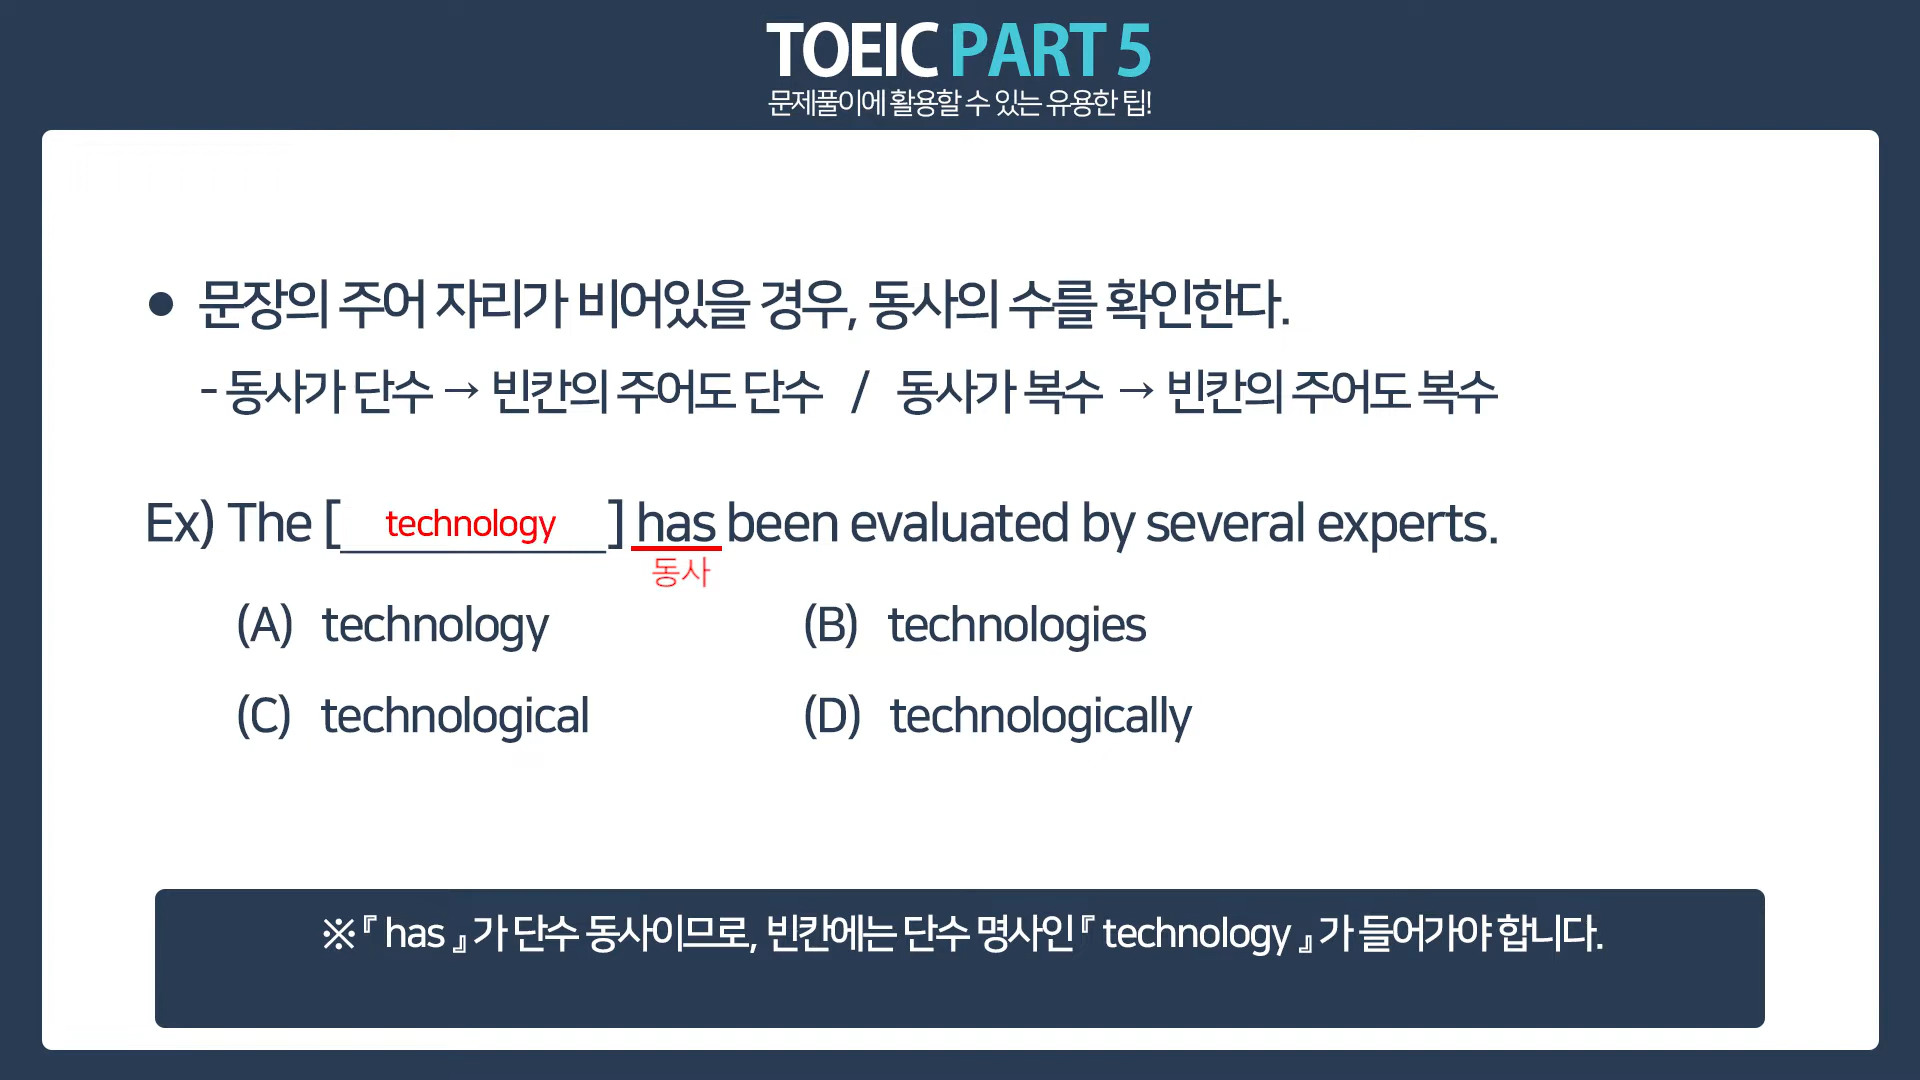 TOEIC PART 5
문제풀이에 활용할 수 있는 유용한 팁!
● 문장의 주어 자리가 비어있을 경우, 동사의 수를 확인한다.
- 동사가 단수 → 빈칸의 주어도 단수 / 동사가 복수 → 빈칸의 주어도 복수
Ex) The [ technology ] has been evaluated by several experts.
동사
(A) technology (B) technologies
(C) technological (D) technologically
※『 has 』가 단수 동사이므로, 빈칸에는 단수 명사인『 technology 』가 들어가야 합니다.